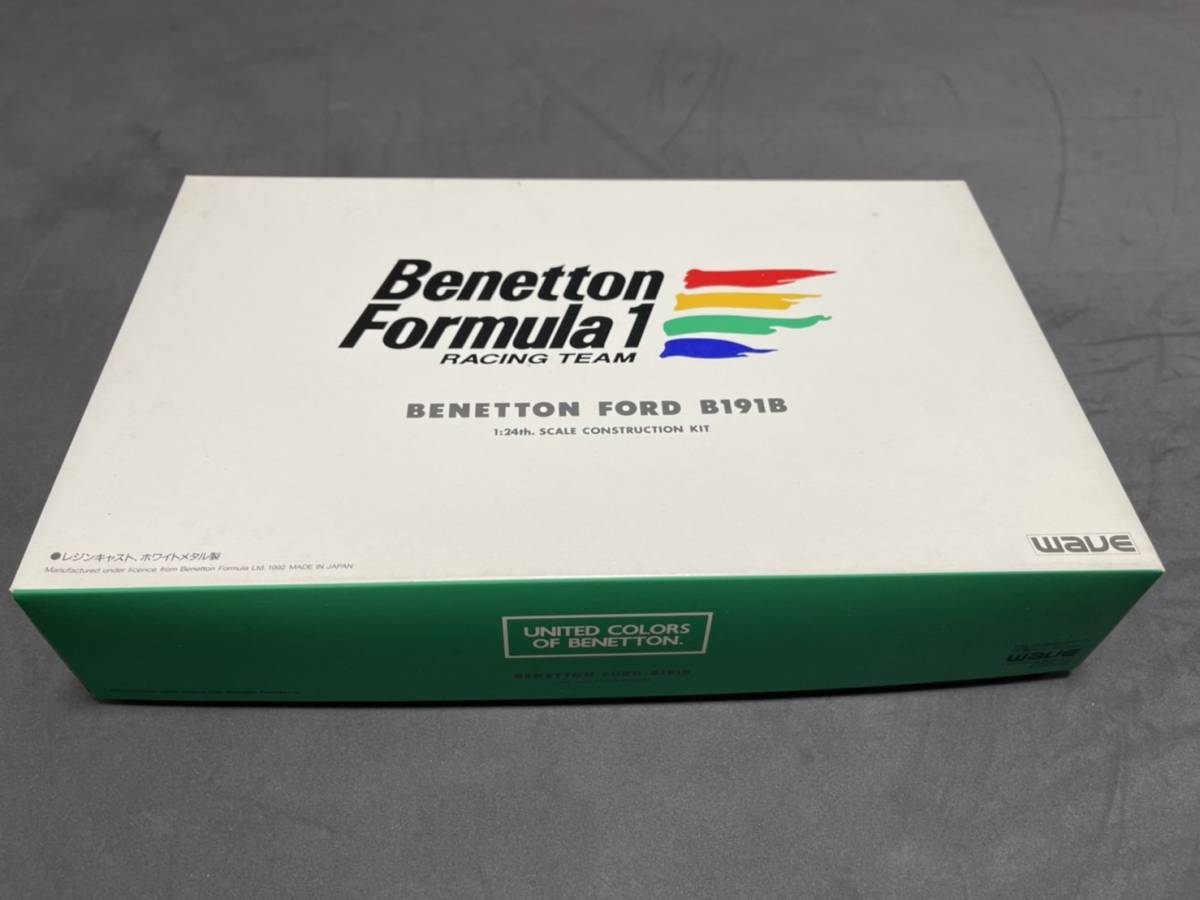 Benetton
Formula 1
RACING TEAM
BENETTON FORD B191B
1:24th. SCALE CONSTRUCTION KIT
●レジンキャスト、ホワイトメタル製
Manufactured under licence from Benetton Formula Ltd. 1992 MADE IN JAPAN
wave
UNITED COLORS
OF BENETTON.
BENETTON FORD B191B
wave